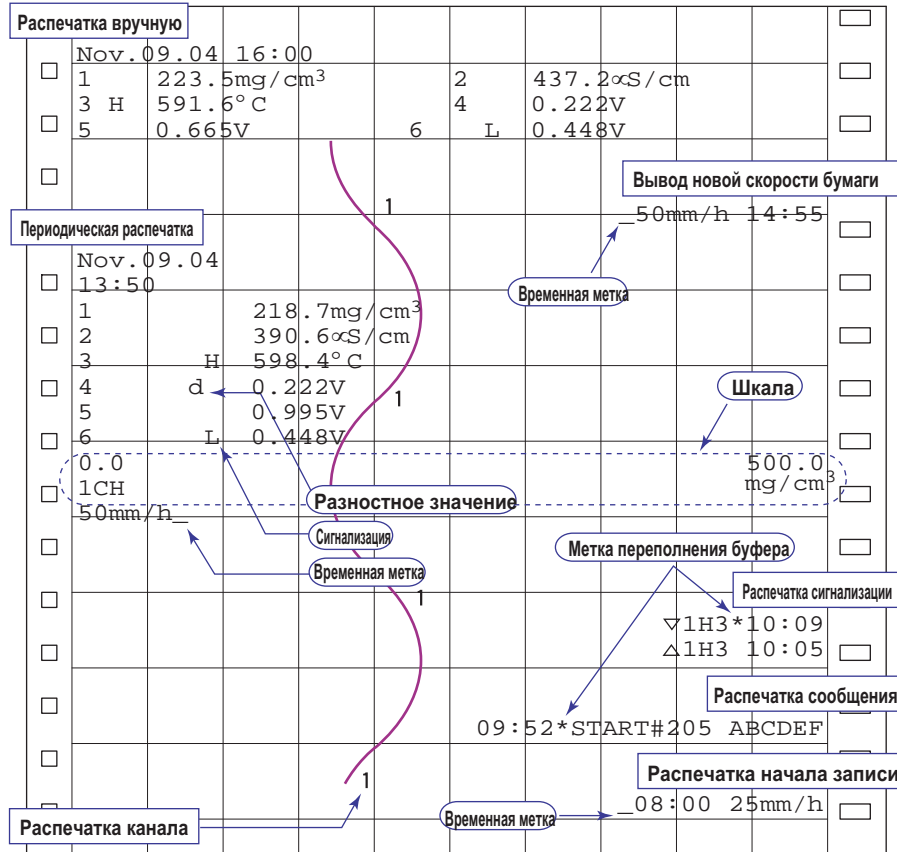 Распечатка вручную
Nov.09.04 16:00
1 223.5mg/cm³ 2 437.2∝S/cm
3 H 591.6°C 4 0.222V
5 0.665V 6 L 0.448V
Вывод новой скорости бумаги
1
_50mm/h 14:55
Периодическая распечатка
Nov.09.04
13:50
Временная метка
1 218.7mg/cm³
2 390.6∝S/cm
3 H 598.4°C
4 d 0.222V
Шкала
1
5 0.995V
6 L 0.448V
0.0 500.0
1CH mg/cm³
Разностное значение
50mm/h_
Сигнализация
Метка переполнения буфера
Временная метка
Распечатка сигнализации
1
▽1H3*10:09
△1H3 10:05
Распечатка сообщения
09:52*START#205 ABCDEF
Распечатка начала записи
1
_08:00 25mm/h
Временная метка
Распечатка канала